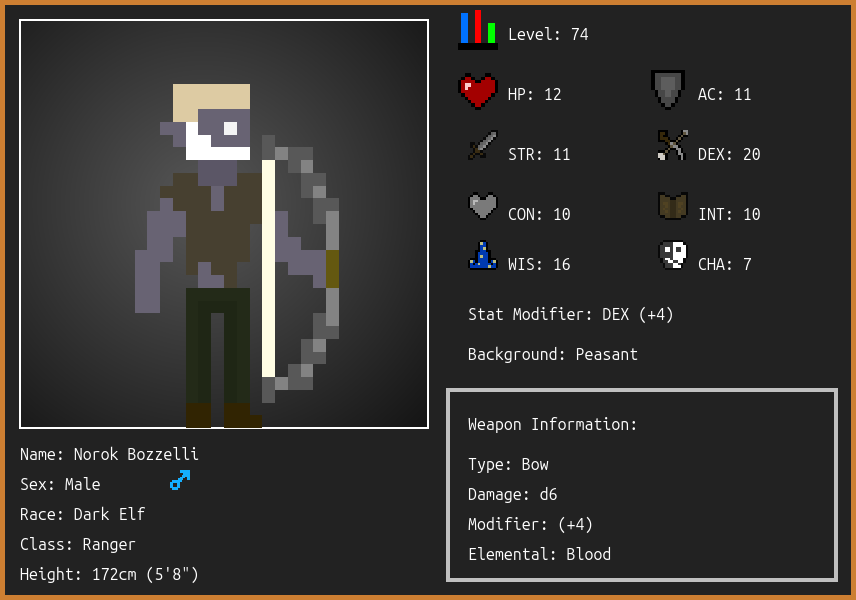 Level: 74
HP: 12
AC: 11
STR: 11
DEX: 20
CON: 10
INT: 10
WIS: 16
CHA: 7
Stat Modifier: DEX (+4)
Background: Peasant
Weapon Information:
Type: Bow
Damage: d6
Modifier: (+4)
Elemental: Blood
Name: Norok Bozzelli
Sex: Male
Race: Dark Elf
Class: Ranger
Height: 172cm (5'8")